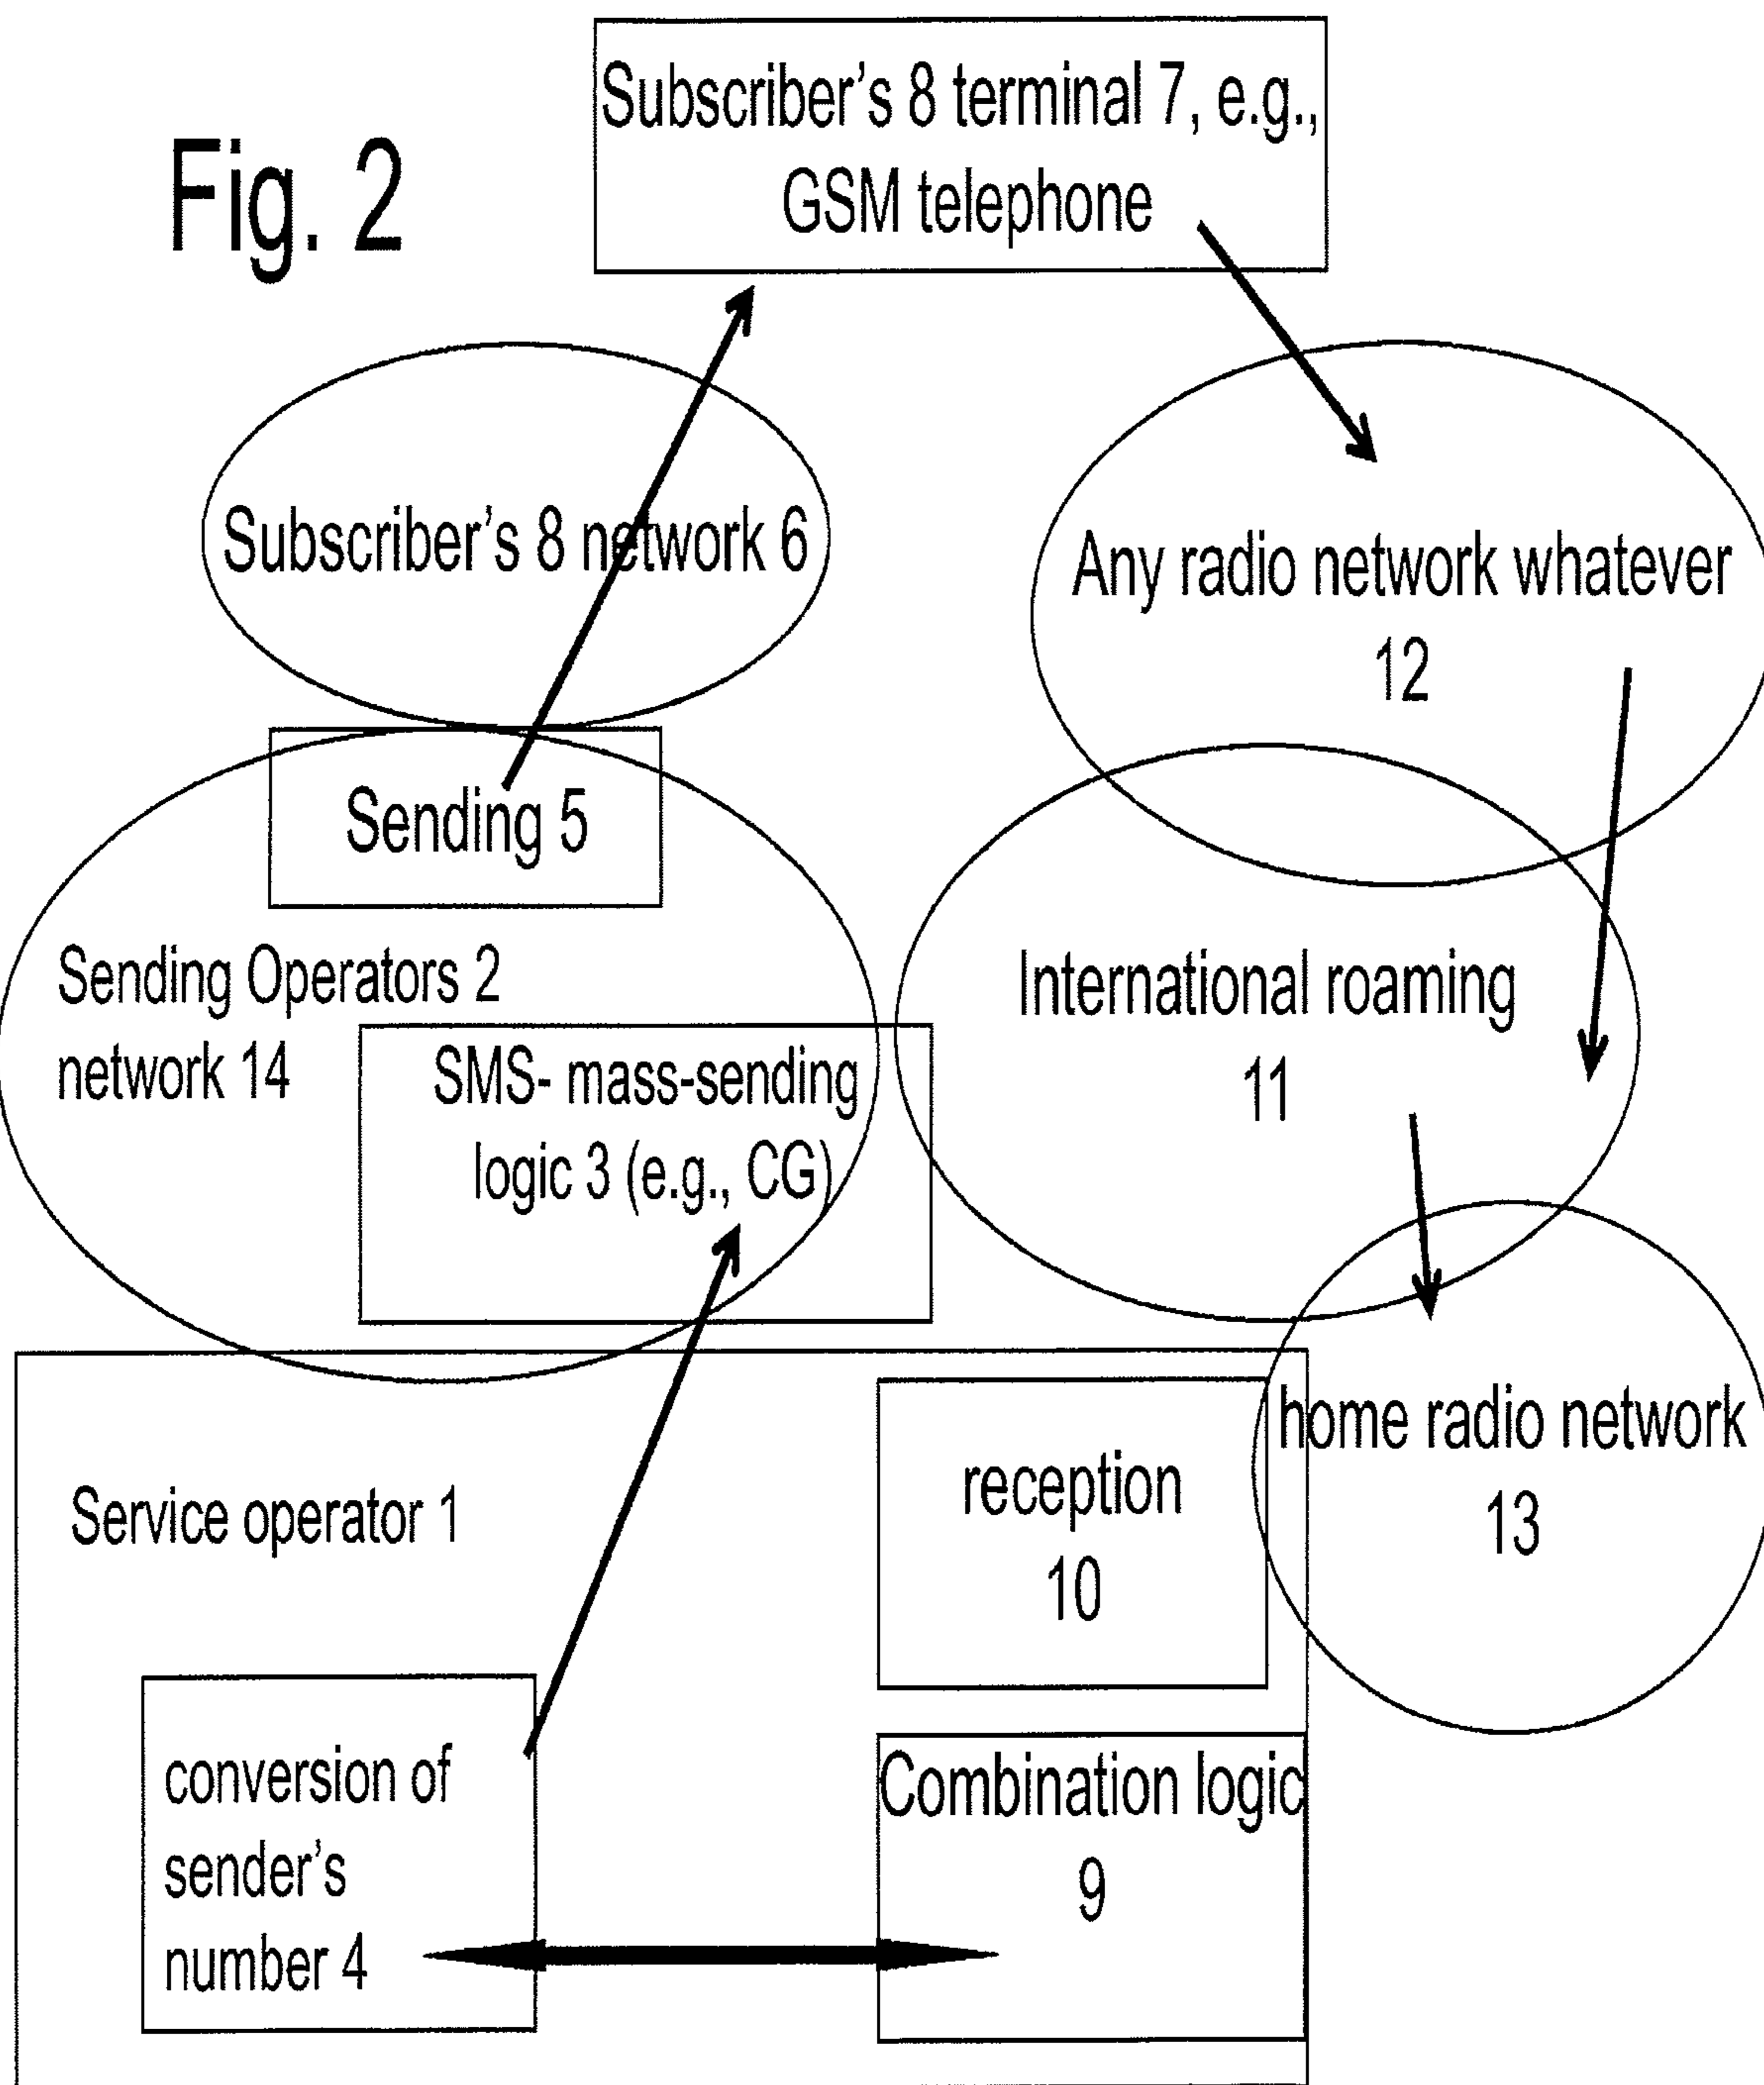 Fig. 2
Subscriber's 8 terminal 7, e.g.,
GSM telephone
Subscriber's 8 network 6
Any radio network whatever
12
Sending 5
Sending Operators 2
network 14
SMS- mass-sending
logic 3 (e.g., CG)
International roaming
11
home radio network
13
Service operator 1
reception
10
conversion of
sender's
number 4
Combination logic
9